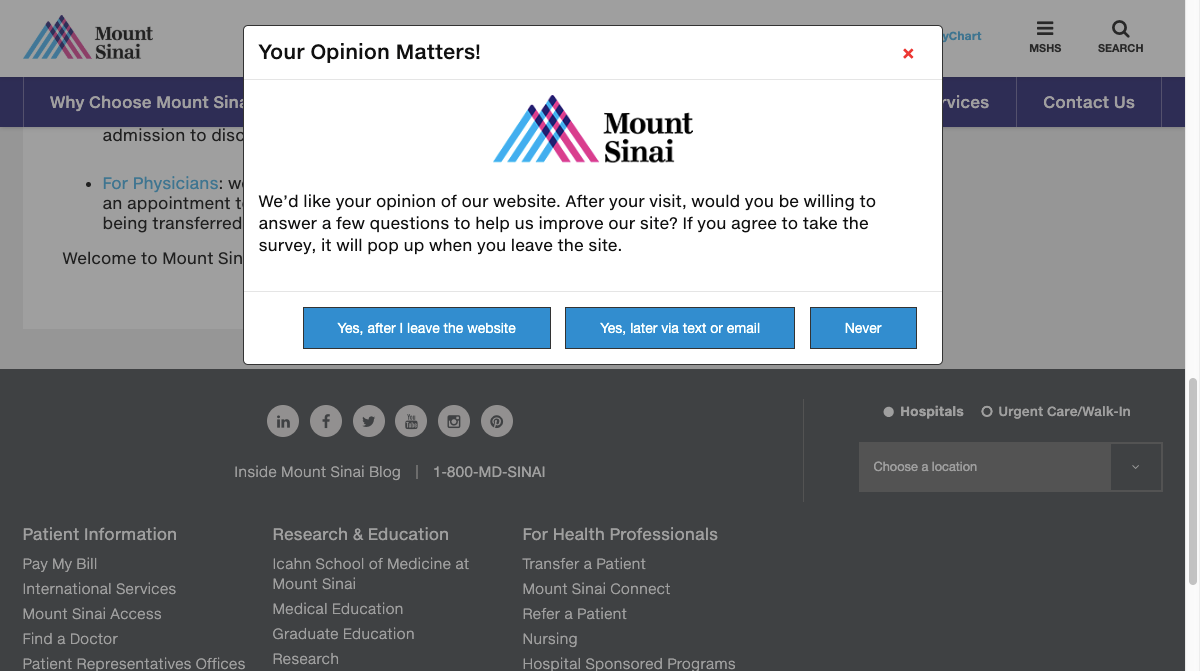 Mount
Sinai
yChart
MSHS
SEARCH
Why Choose Mount Sina
rvices
Contact Us
admission to disc
For Physicians: we
an appointment t
being transferred
Welcome to Mount Sin
Your Opinion Matters!
Mount
Sinai
We'd like your opinion of our website. After your visit, would you be willing to
answer a few questions to help us improve our site? If you agree to take the
survey, it will pop up when you leave the site.
Yes, after I leave the website
Yes, later via text or email
Never
Hospitals
Urgent Care/Walk-In
Choose a location
Inside Mount Sinai Blog | 1-800-MD-SINAI
Patient Information
Pay My Bill
International Services
Mount Sinai Access
Find a Doctor
Patient Representatives Offices
Research & Education
Icahn School of Medicine at
Mount Sinai
Medical Education
Graduate Education
Research
For Health Professionals
Transfer a Patient
Mount Sinai Connect
Refer a Patient
Nursing
Hospital Sponsored Programs